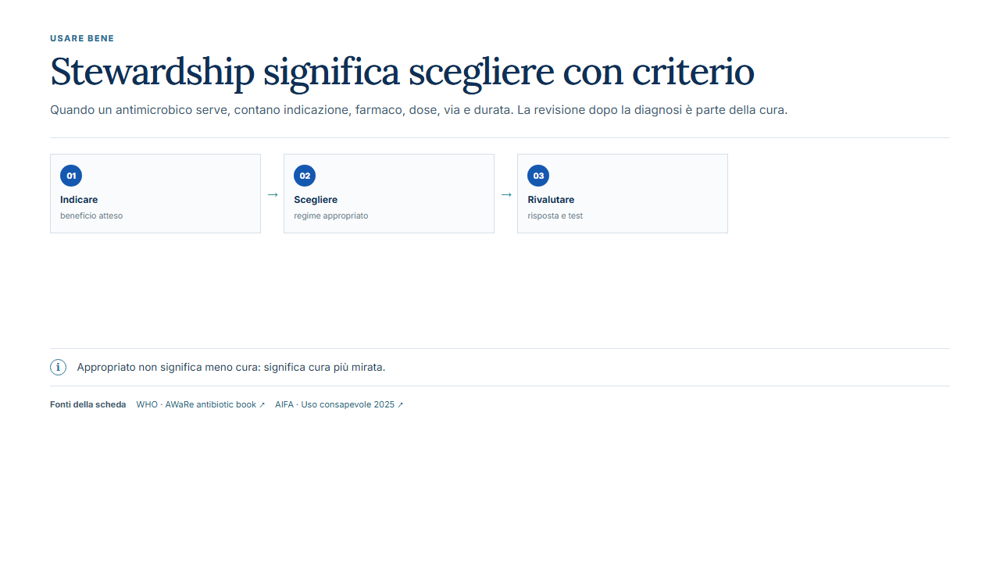 USARE BENE
Stewardship significa scegliere con criterio
Quando un antimicrobico serve, contano indicazione, farmaco, dose, via e durata. La revisione dopo la diagnosi è parte della cura.
01
Indicare
beneficio atteso
→
02
Scegliere
regime appropriato
→
03
Rivalutare
risposta e test
i Appropriato non significa meno cura: significa cura più mirata.
Fonti della scheda WHO · AWaRe antibiotic book ↗ AIFA · Uso consapevole 2025 ↗